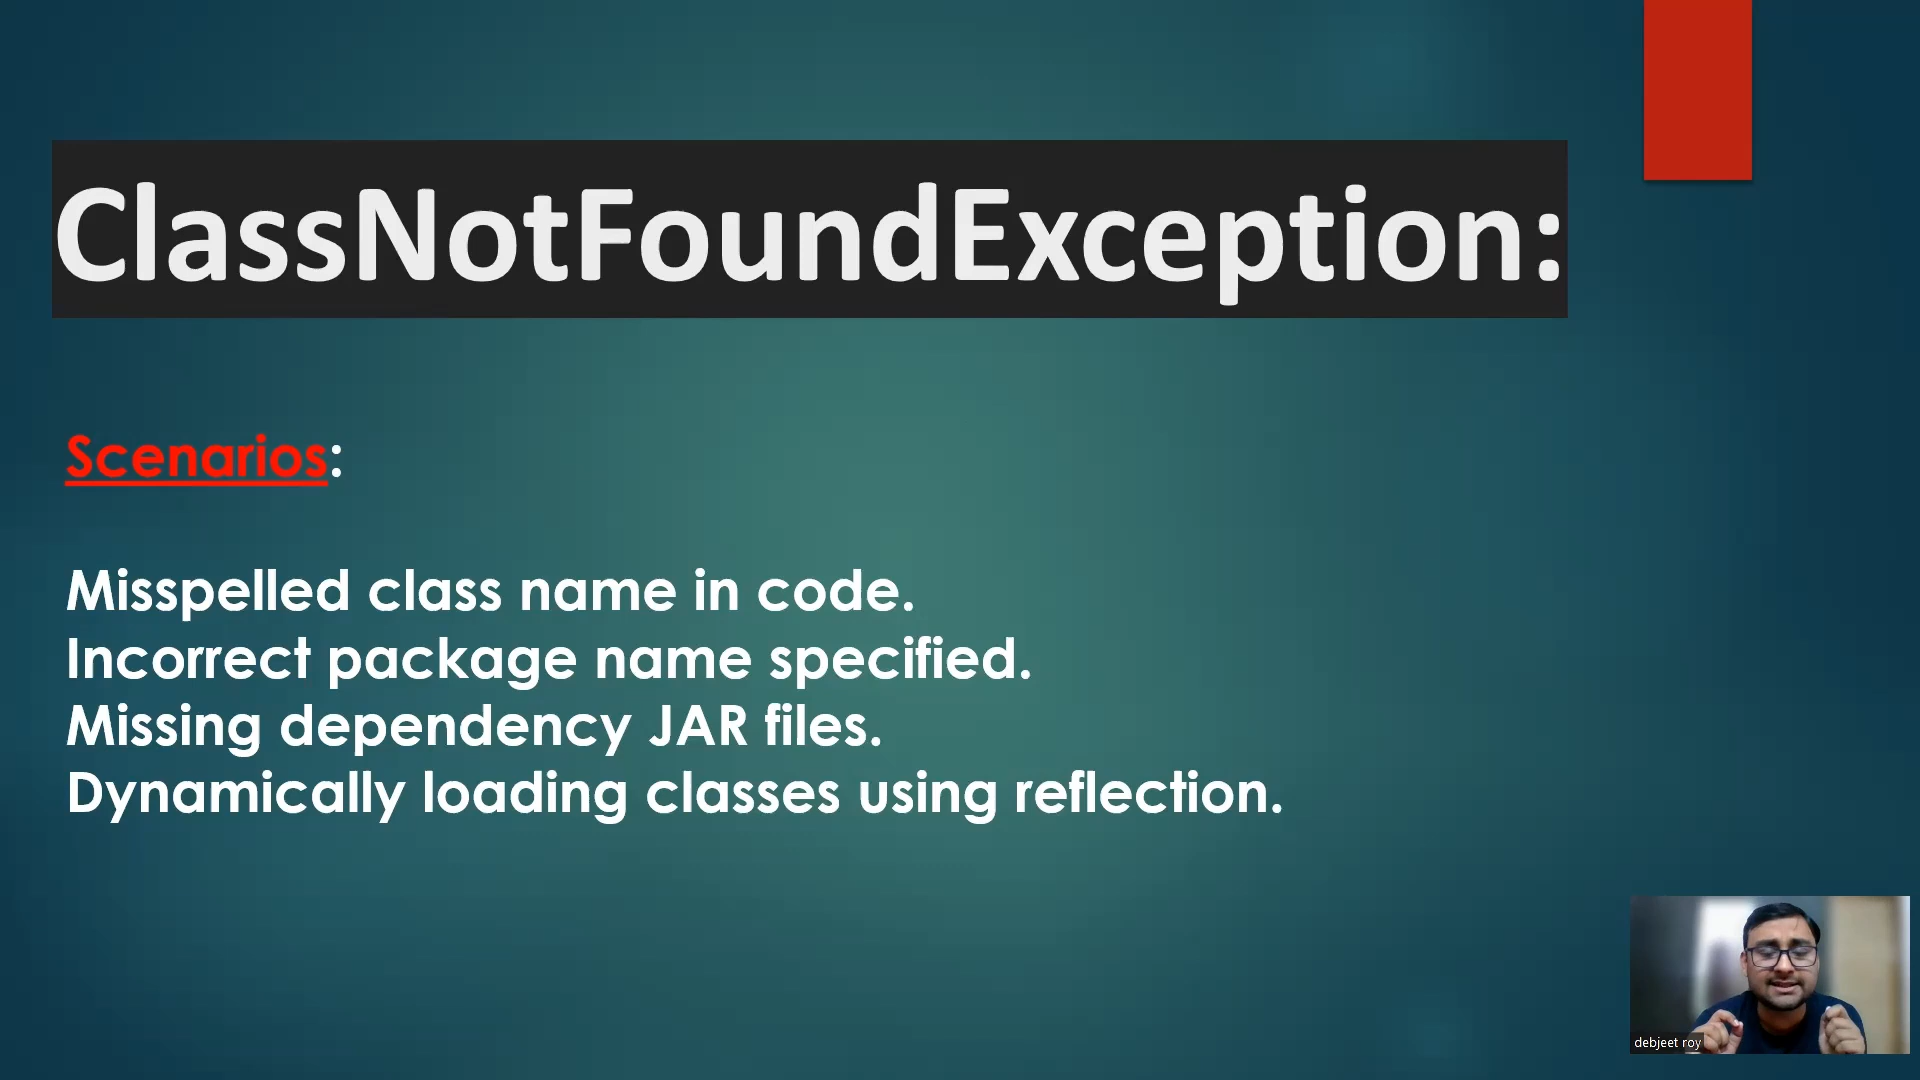 ClassNotFoundException:
Scenarios:
Misspelled class name in code.
Incorrect package name specified.
Missing dependency JAR files.
Dynamically loading classes using reflection.
debjeet roy